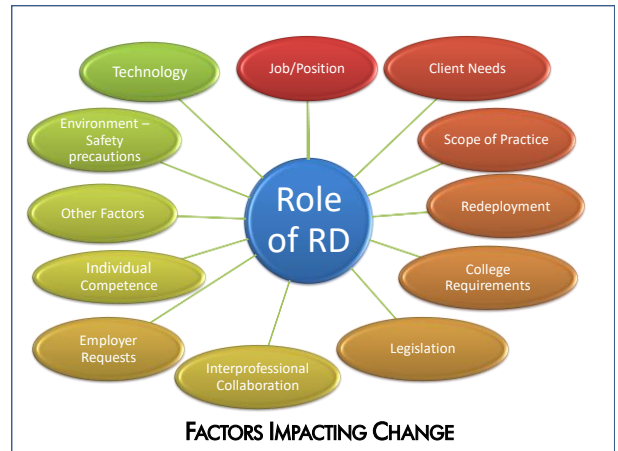 Technology
Job/Position
Client Needs
Environment –
Safety
precautions
Scope of Practice
Role
of RD
Other Factors
Redeployment
Individual
Competence
College
Requirements
Employer
Requests
Interprofessional
Collaboration
Legislation
FACTORS IMPACTING CHANGE